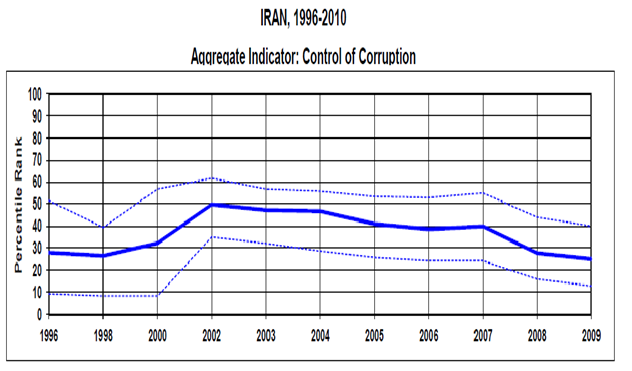 IRAN, 1996-2010
Aggregate Indicator: Control of Corruption
Percentile Rank
100
90
80
70
60
50
40
30
20
10
0
1996 1998 2000 2002 2003 2004 2005 2006 2007 2008 2009